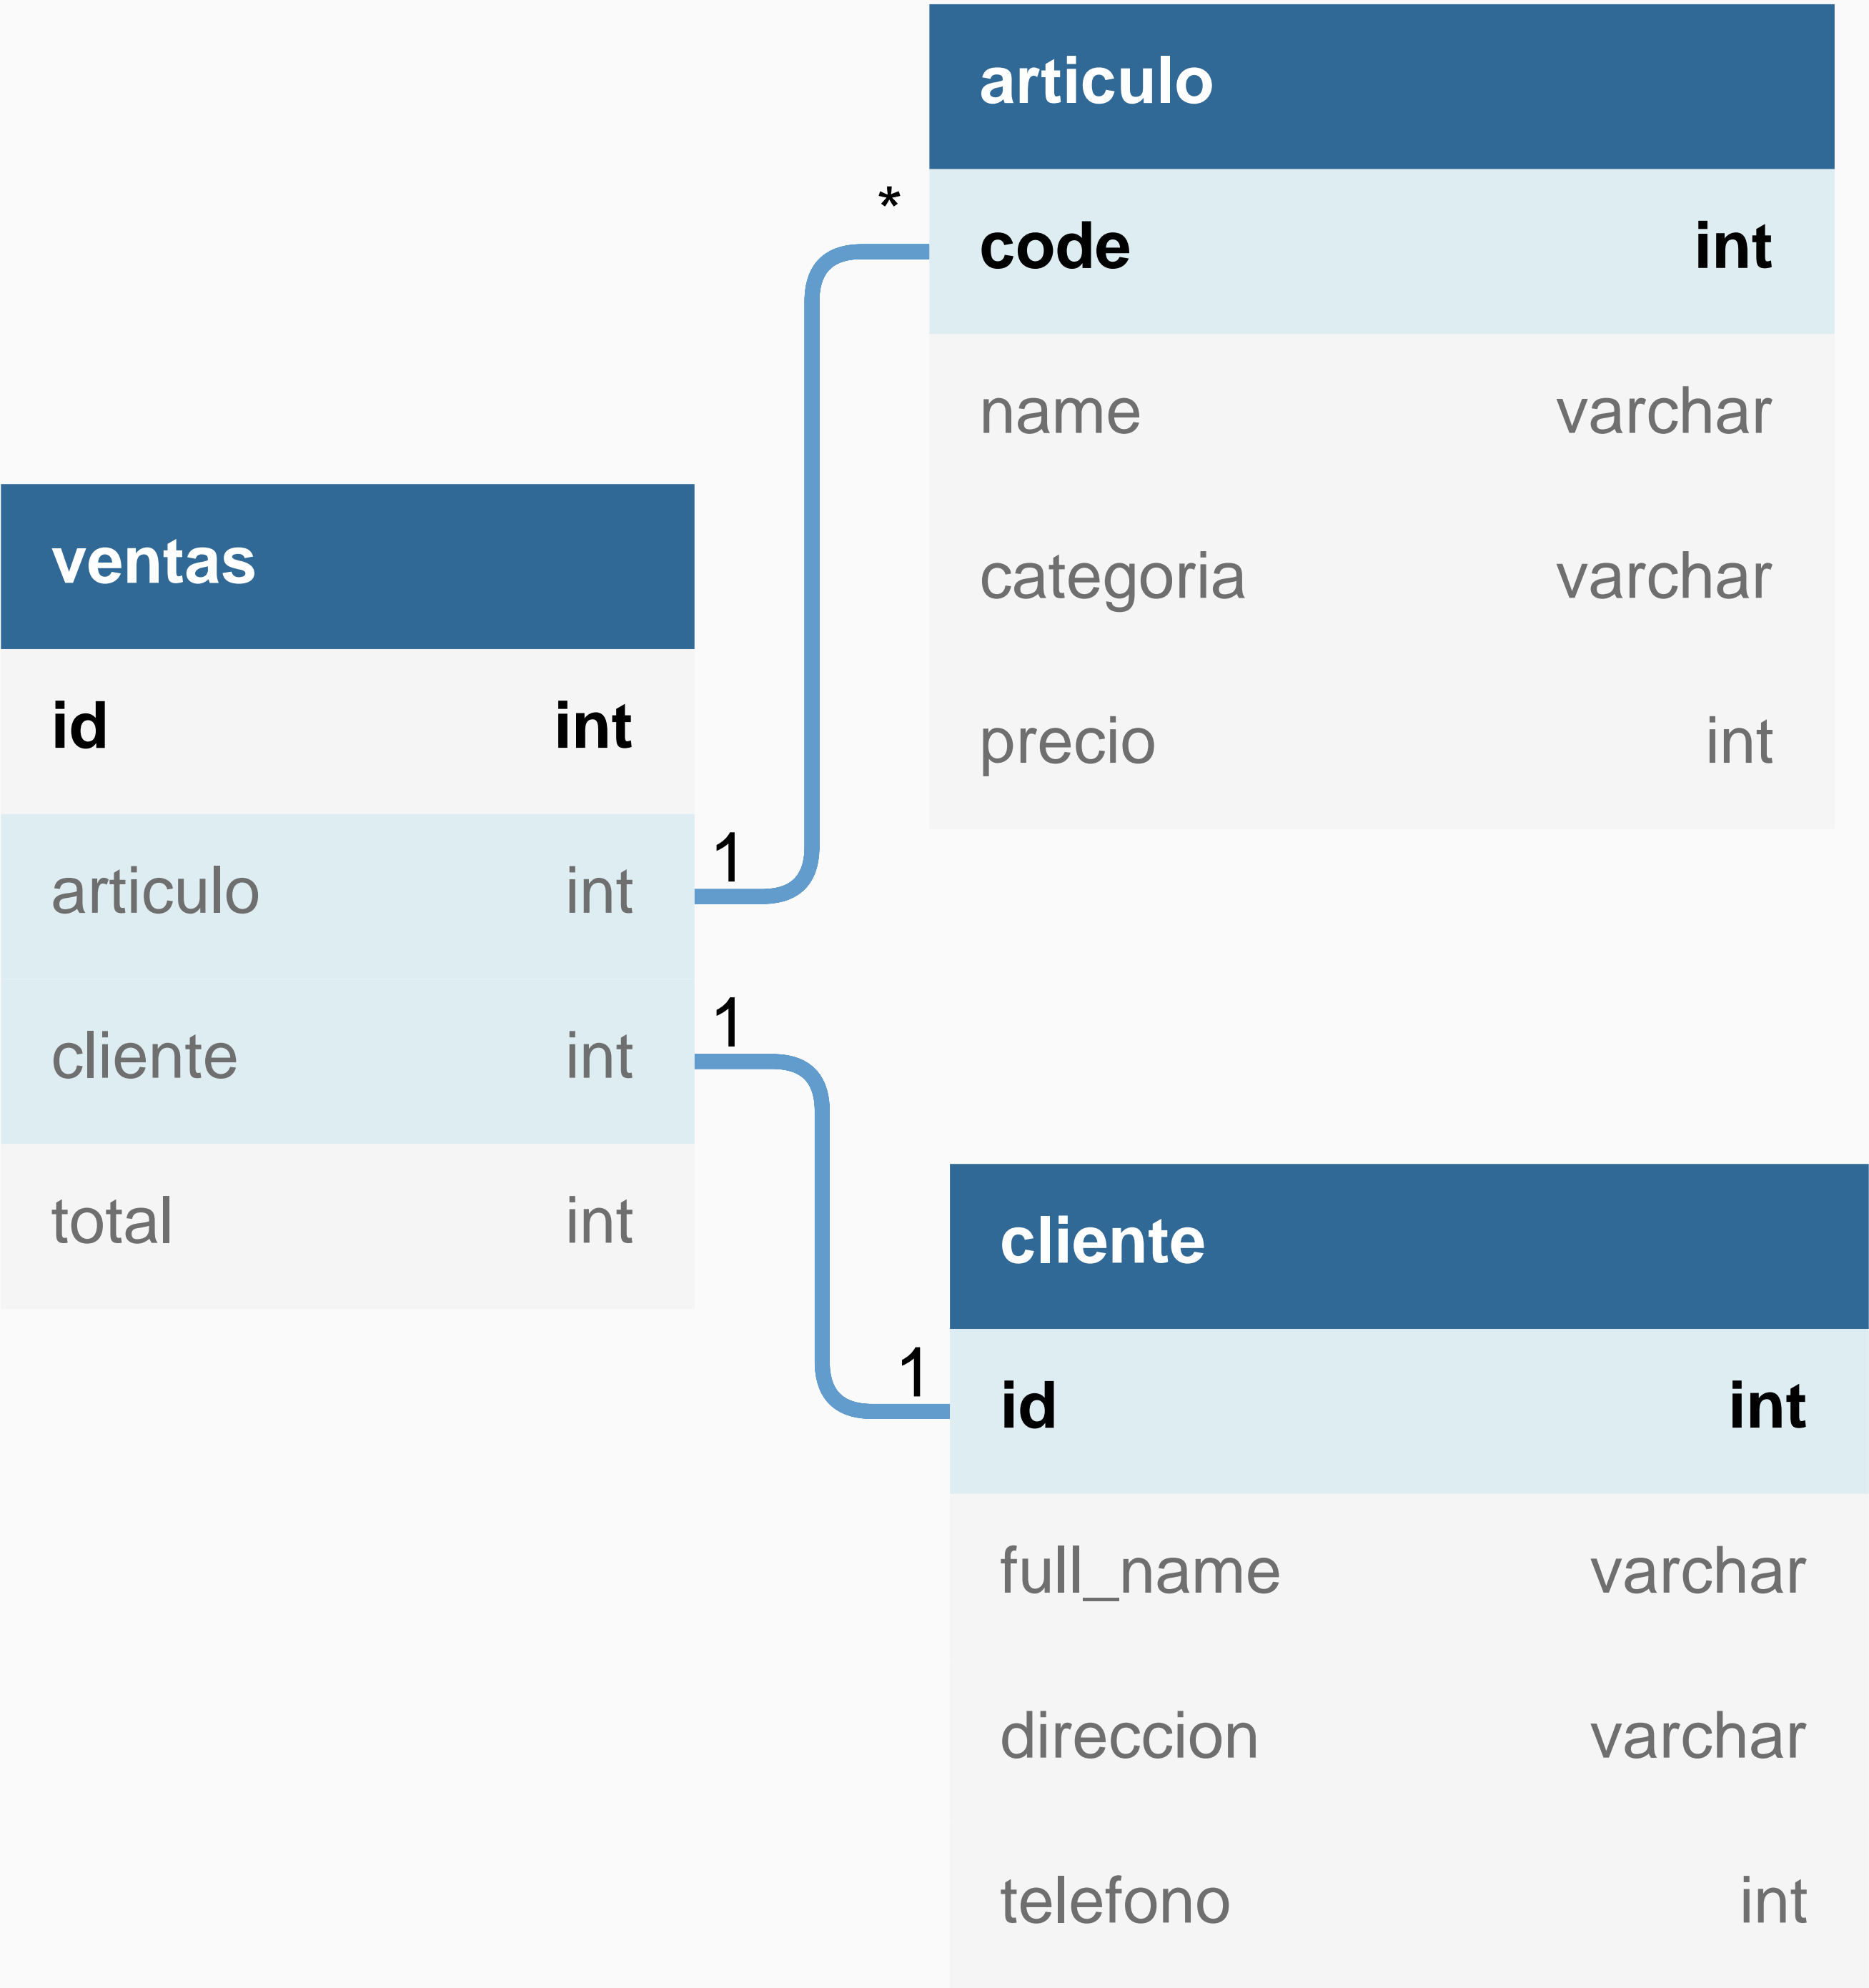 articulo
*
code int
name varchar
categoria varchar
precio int
ventas
id int
articulo int
1
cliente int
1
total int
cliente
1
id int
full_name varchar
direccion varchar
telefono int